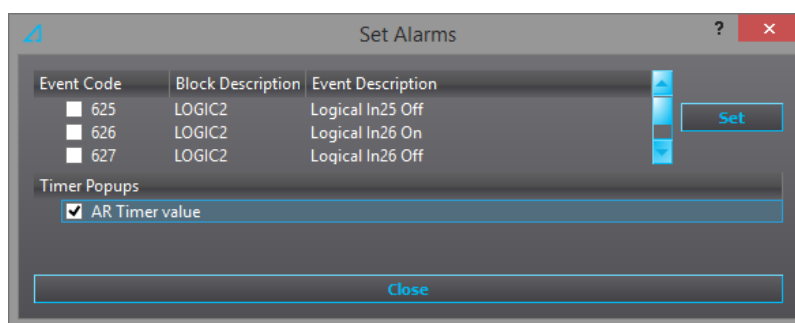 Set Alarms ? ×
Event Code Block Description Event Description
625 LOGIC2 Logical In25 Off
626 LOGIC2 Logical In26 On
627 LOGIC2 Logical In26 Off
Set
Timer Popups
AR Timer value
Close